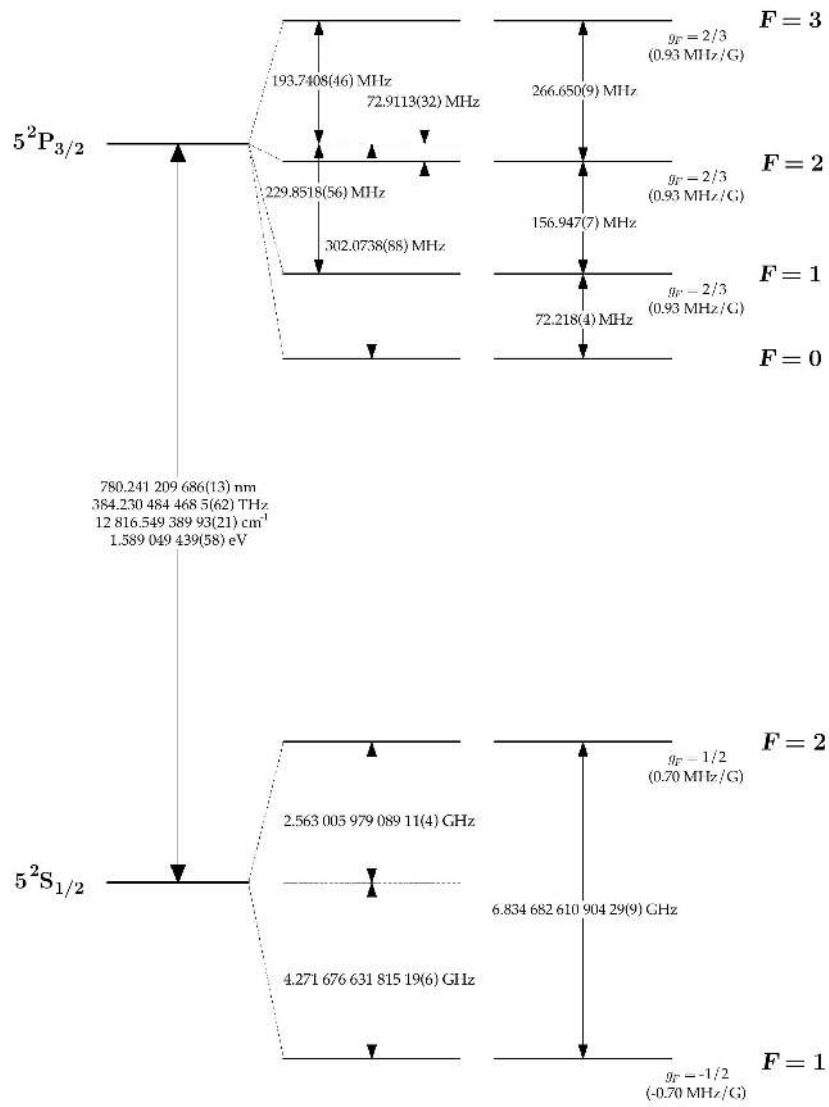 F = 3
g_F = 2/3
(0.93 MHz/G)
193.7408(46) MHz
72.9113(32) MHz
266.650(9) MHz
5²P₃/₂
F = 2
g_F = 2/3
(0.93 MHz/G)
229.8518(56) MHz
156.947(7) MHz
302.0738(88) MHz
F = 1
g_F = 2/3
(0.93 MHz/G)
72.218(4) MHz
F = 0
780.241 209 686(13) nm
384.230 484 468 5(62) THz
12 816.549 389 93(21) cm⁻¹
1.589 049 439(58) eV
F = 2
g_F = 1/2
(0.70 MHz/G)
2.563 005 979 089 11(4) GHz
5²S₁/₂
6.834 682 610 904 29(9) GHz
4.271 676 631 815 19(6) GHz
F = 1
g_F = -1/2
(-0.70 MHz/G)